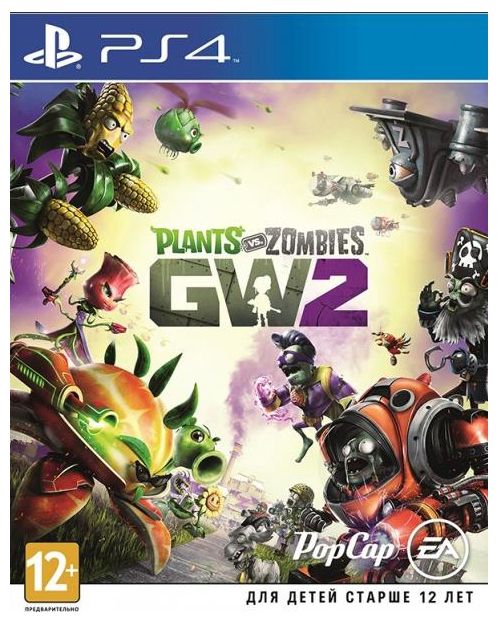 PS4
PLANTS VS. ZOMBIES
GW2
PopCap EA
12+
ПРЕДВАРИТЕЛЬНО
ДЛЯ ДЕТЕЙ СТАРШЕ 12 ЛЕТ